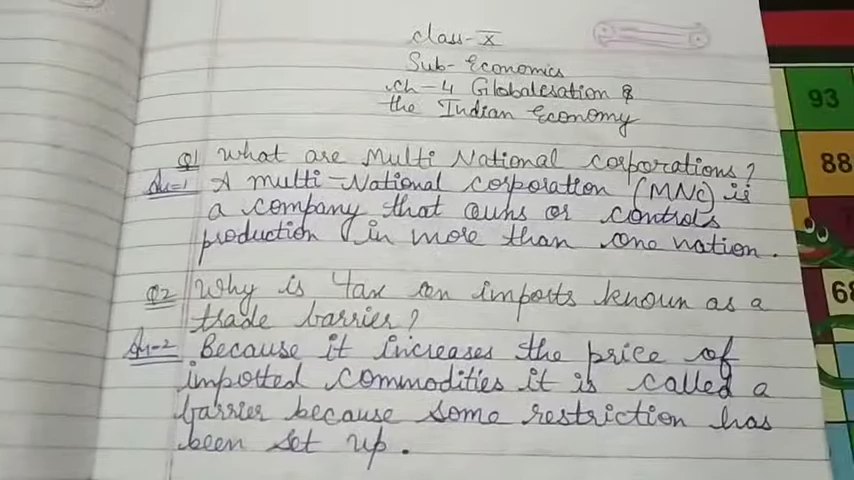 Class-X
Sub- Economics
Ch-4 Globalesation &
the Indian Economy
Q1 What are Multi National corporations?
Ans-1 A multi-National corporation (MNC) is
a company that owns or controls
production in more than one nation.
Q2 Why is tax on imports known as a
trade barrier?
Ans-2 Because it increases the price of
impotted commodities it is called a
barrier because some restriction has
been set up.
93
88
68